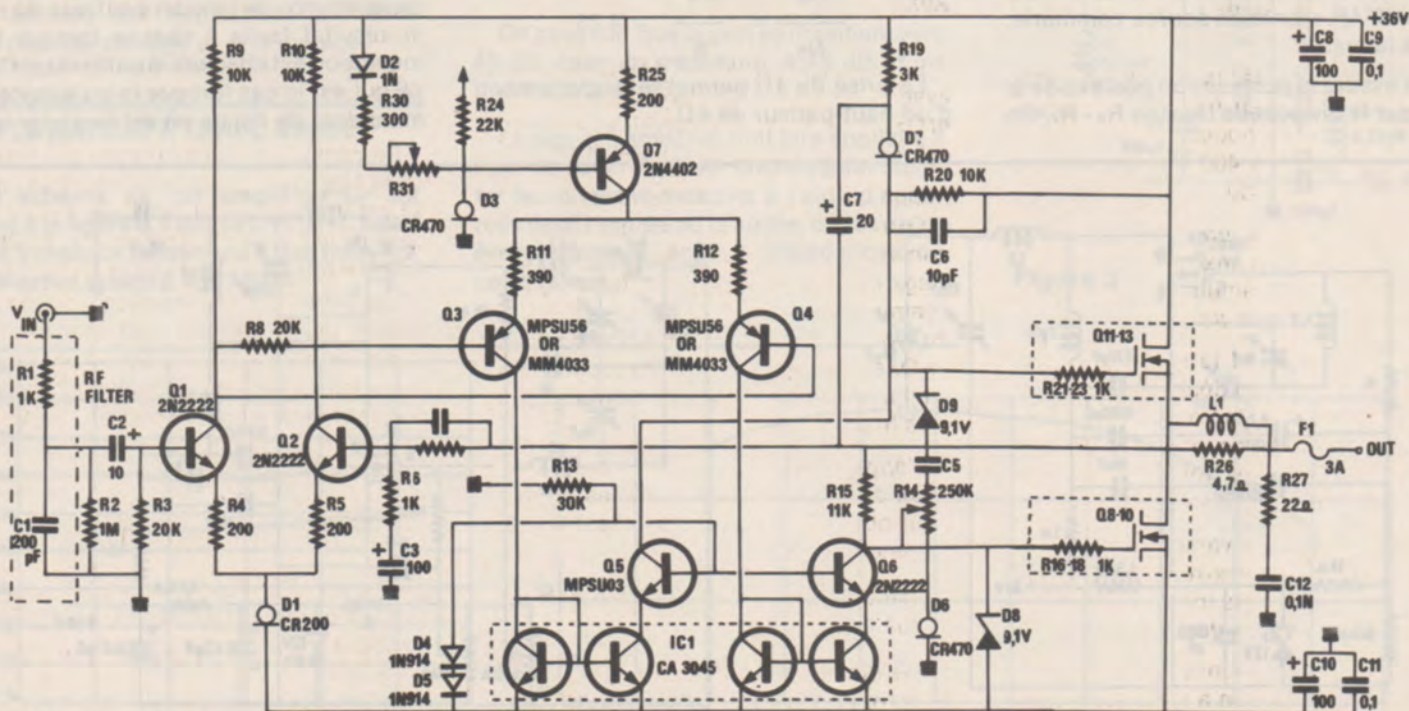 +36V
R9
10K
R10
10K
D2
1N
R30
300
R31
R24
22K
D3
CR470
R25
200
Q7
2N4402
R19
3K
D7
CR470
R20 10K
C7
20
C6
10pF
C8
100
C9
0,1
R11
390
R12
390
R8 20K
Q3
MPSU56
OR
MM4033
Q4
MPSU56
OR
MM4033
V IN
R1
1K
RF
FILTER
C2
10
Q1
2N2222
Q2
2N2222
Q11-13
R21-23 1K
D9
9,1V
C5
R14
250K
R15
11K
L1
R26
4,7Ω
F1
3A
OUT
R27
22Ω
C1
200
pF
R2
1M
R3
20K
R4
200
R5
200
R6
1K
C3
100
R13
30K
Q5
MPSU03
Q6
2N2222
Q8-10
R16-18 1K
C12
0,1N
D1
CR200
D4
1N914
D5
1N914
IC1
CA 3045
D6
CR470
D8
9,1V
C10
100
C11
0,1